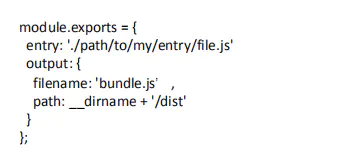 module.exports = {
entry: './path/to/my/entry/file.js'
output: {
filename: 'bundle.js' ,
path: __dirname + '/dist'
}
};